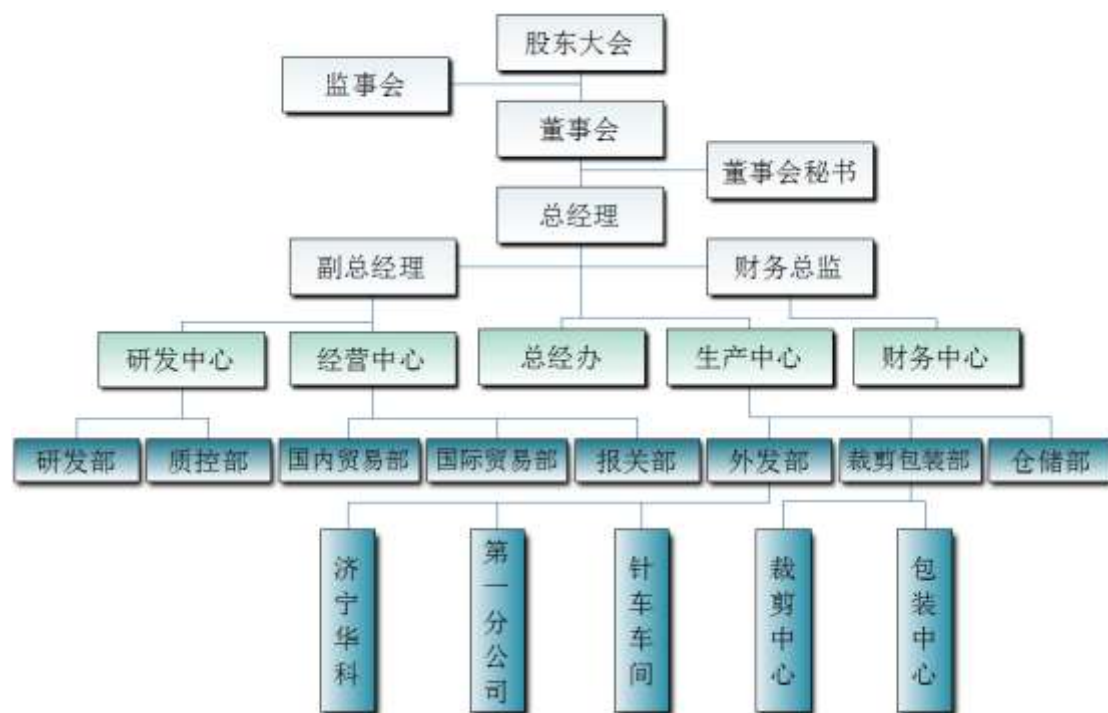 股东大会
监事会
董事会
董事会秘书
总经理
副总经理
财务总监
研发中心
经营中心
总经办
生产中心
财务中心
研发部
质控部
国内贸易部
国际贸易部
报关部
外发部
裁剪包装部
仓储部
济宁华科
第一分公司
针车车间
裁剪中心
包装中心